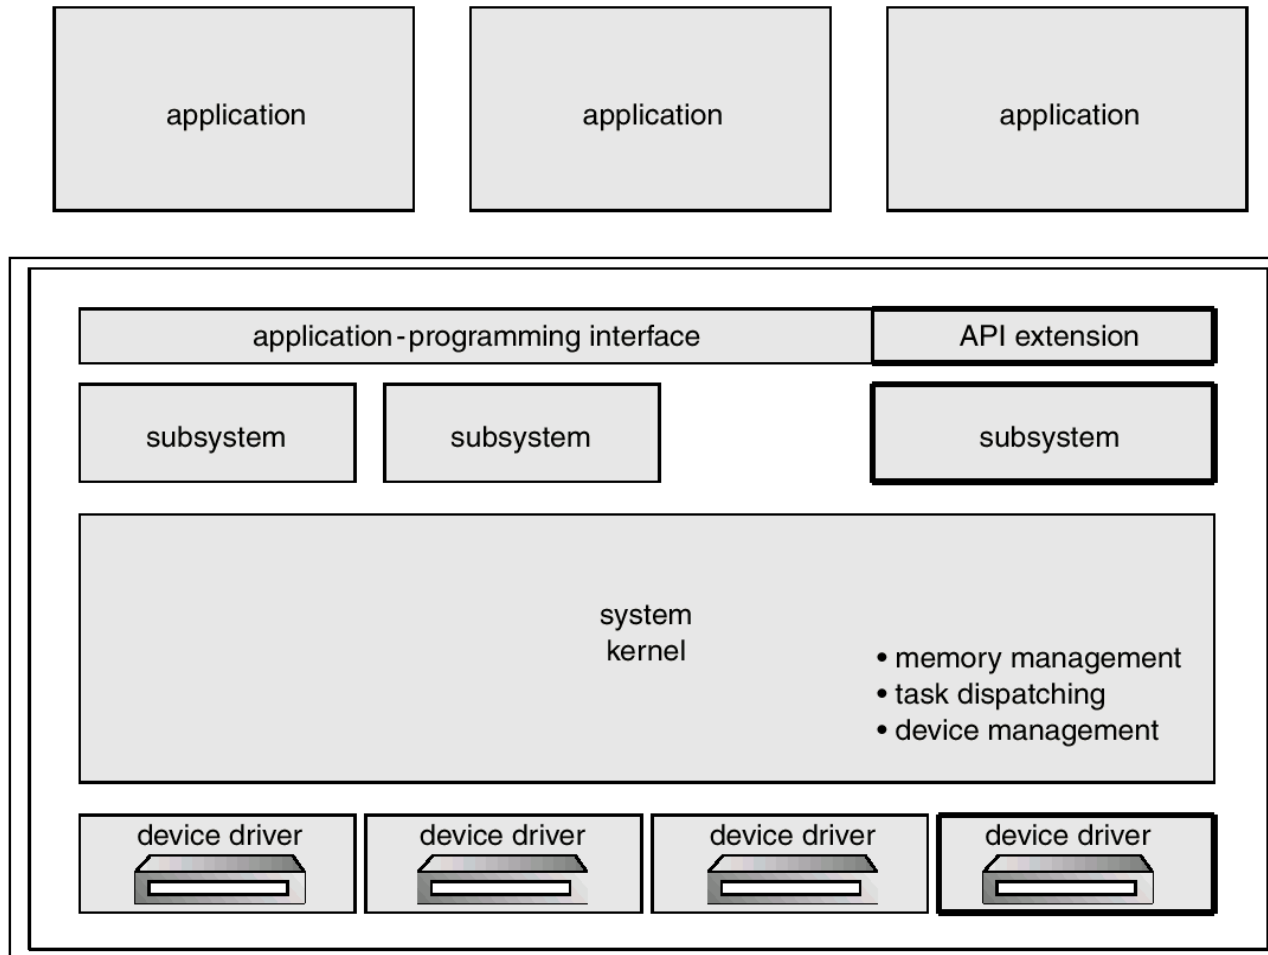 application
application
application
application-programming interface
API extension
subsystem
subsystem
subsystem
system
kernel
• memory management
• task dispatching
• device management
device driver
device driver
device driver
device driver